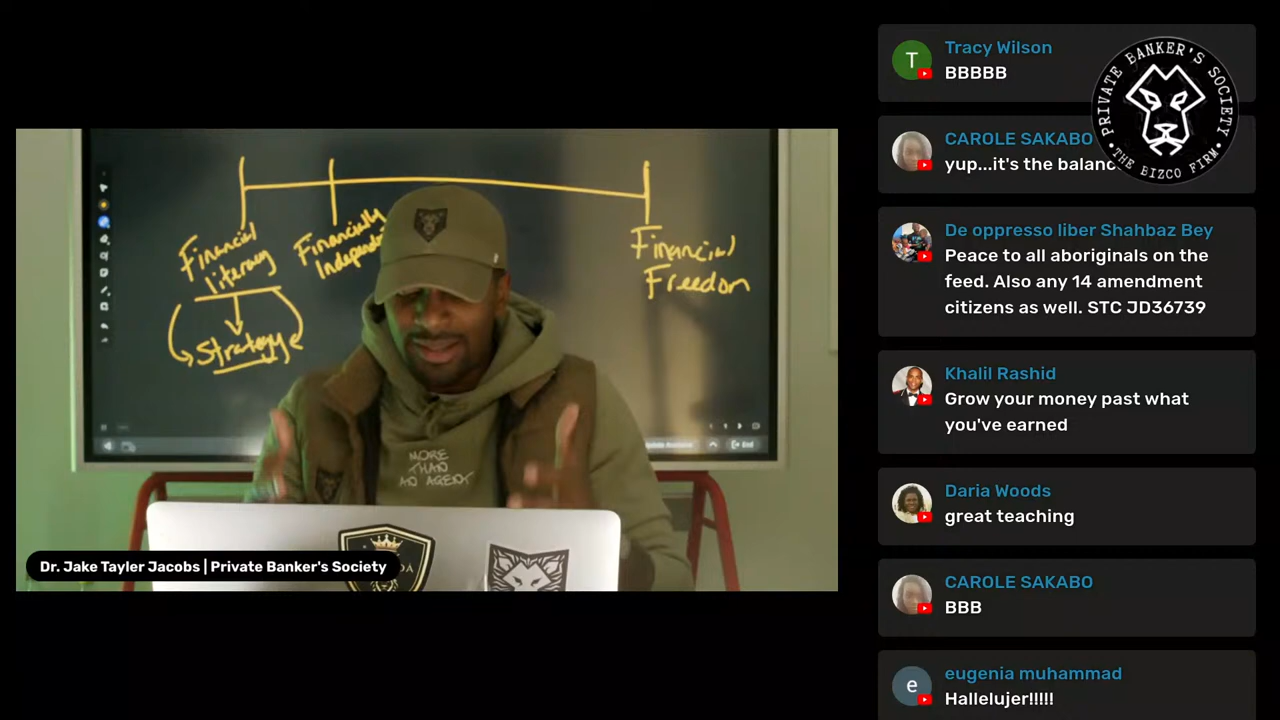 Financial
literacy
Strategy
Financially
Financial
Freedom
MORE
THAN
AN AGENT
Dr. Jake Tayler Jacobs | Private Banker's Society
End
Tracy Wilson
BBBBB
PRIVATE BANKER'S SOCIETY
• THE BIZCO FIRM •
CAROLE SAKABO
yup...it's the
De oppresso liber Shahbaz Bey
Peace to all aboriginals on the
feed. Also any 14 amendment
citizens as well. STC JD36739
Khalil Rashid
Grow your money past what
you've earned
Daria Woods
great teaching
CAROLE SAKABO
BBB
eugenia muhammad
Hallelujer!!!!!
T
e